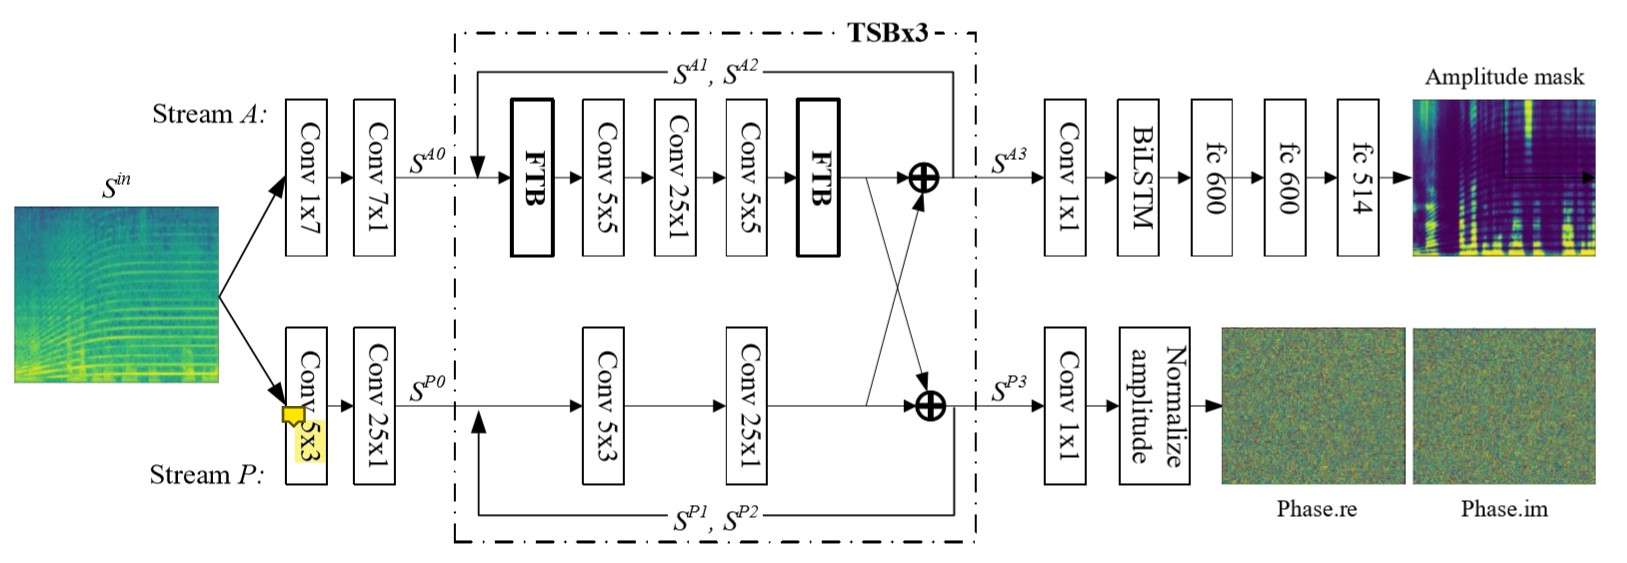 TSBx3
S^A1, S^A2
Amplitude mask
Stream A:
S^in
Conv 1x7
Conv 7x1
S^A0
FTB
Conv 5x5
Conv 25x1
Conv 5x5
FTB
S^A3
Conv 1x1
BiLSTM
fc 600
fc 600
fc 514
Conv 5x3
Conv 25x1
S^P0
Conv 5x3
Conv 25x1
S^P3
Conv 1x1
Normalize
amplitude
Stream P:
S^P1, S^P2
Phase.re
Phase.im